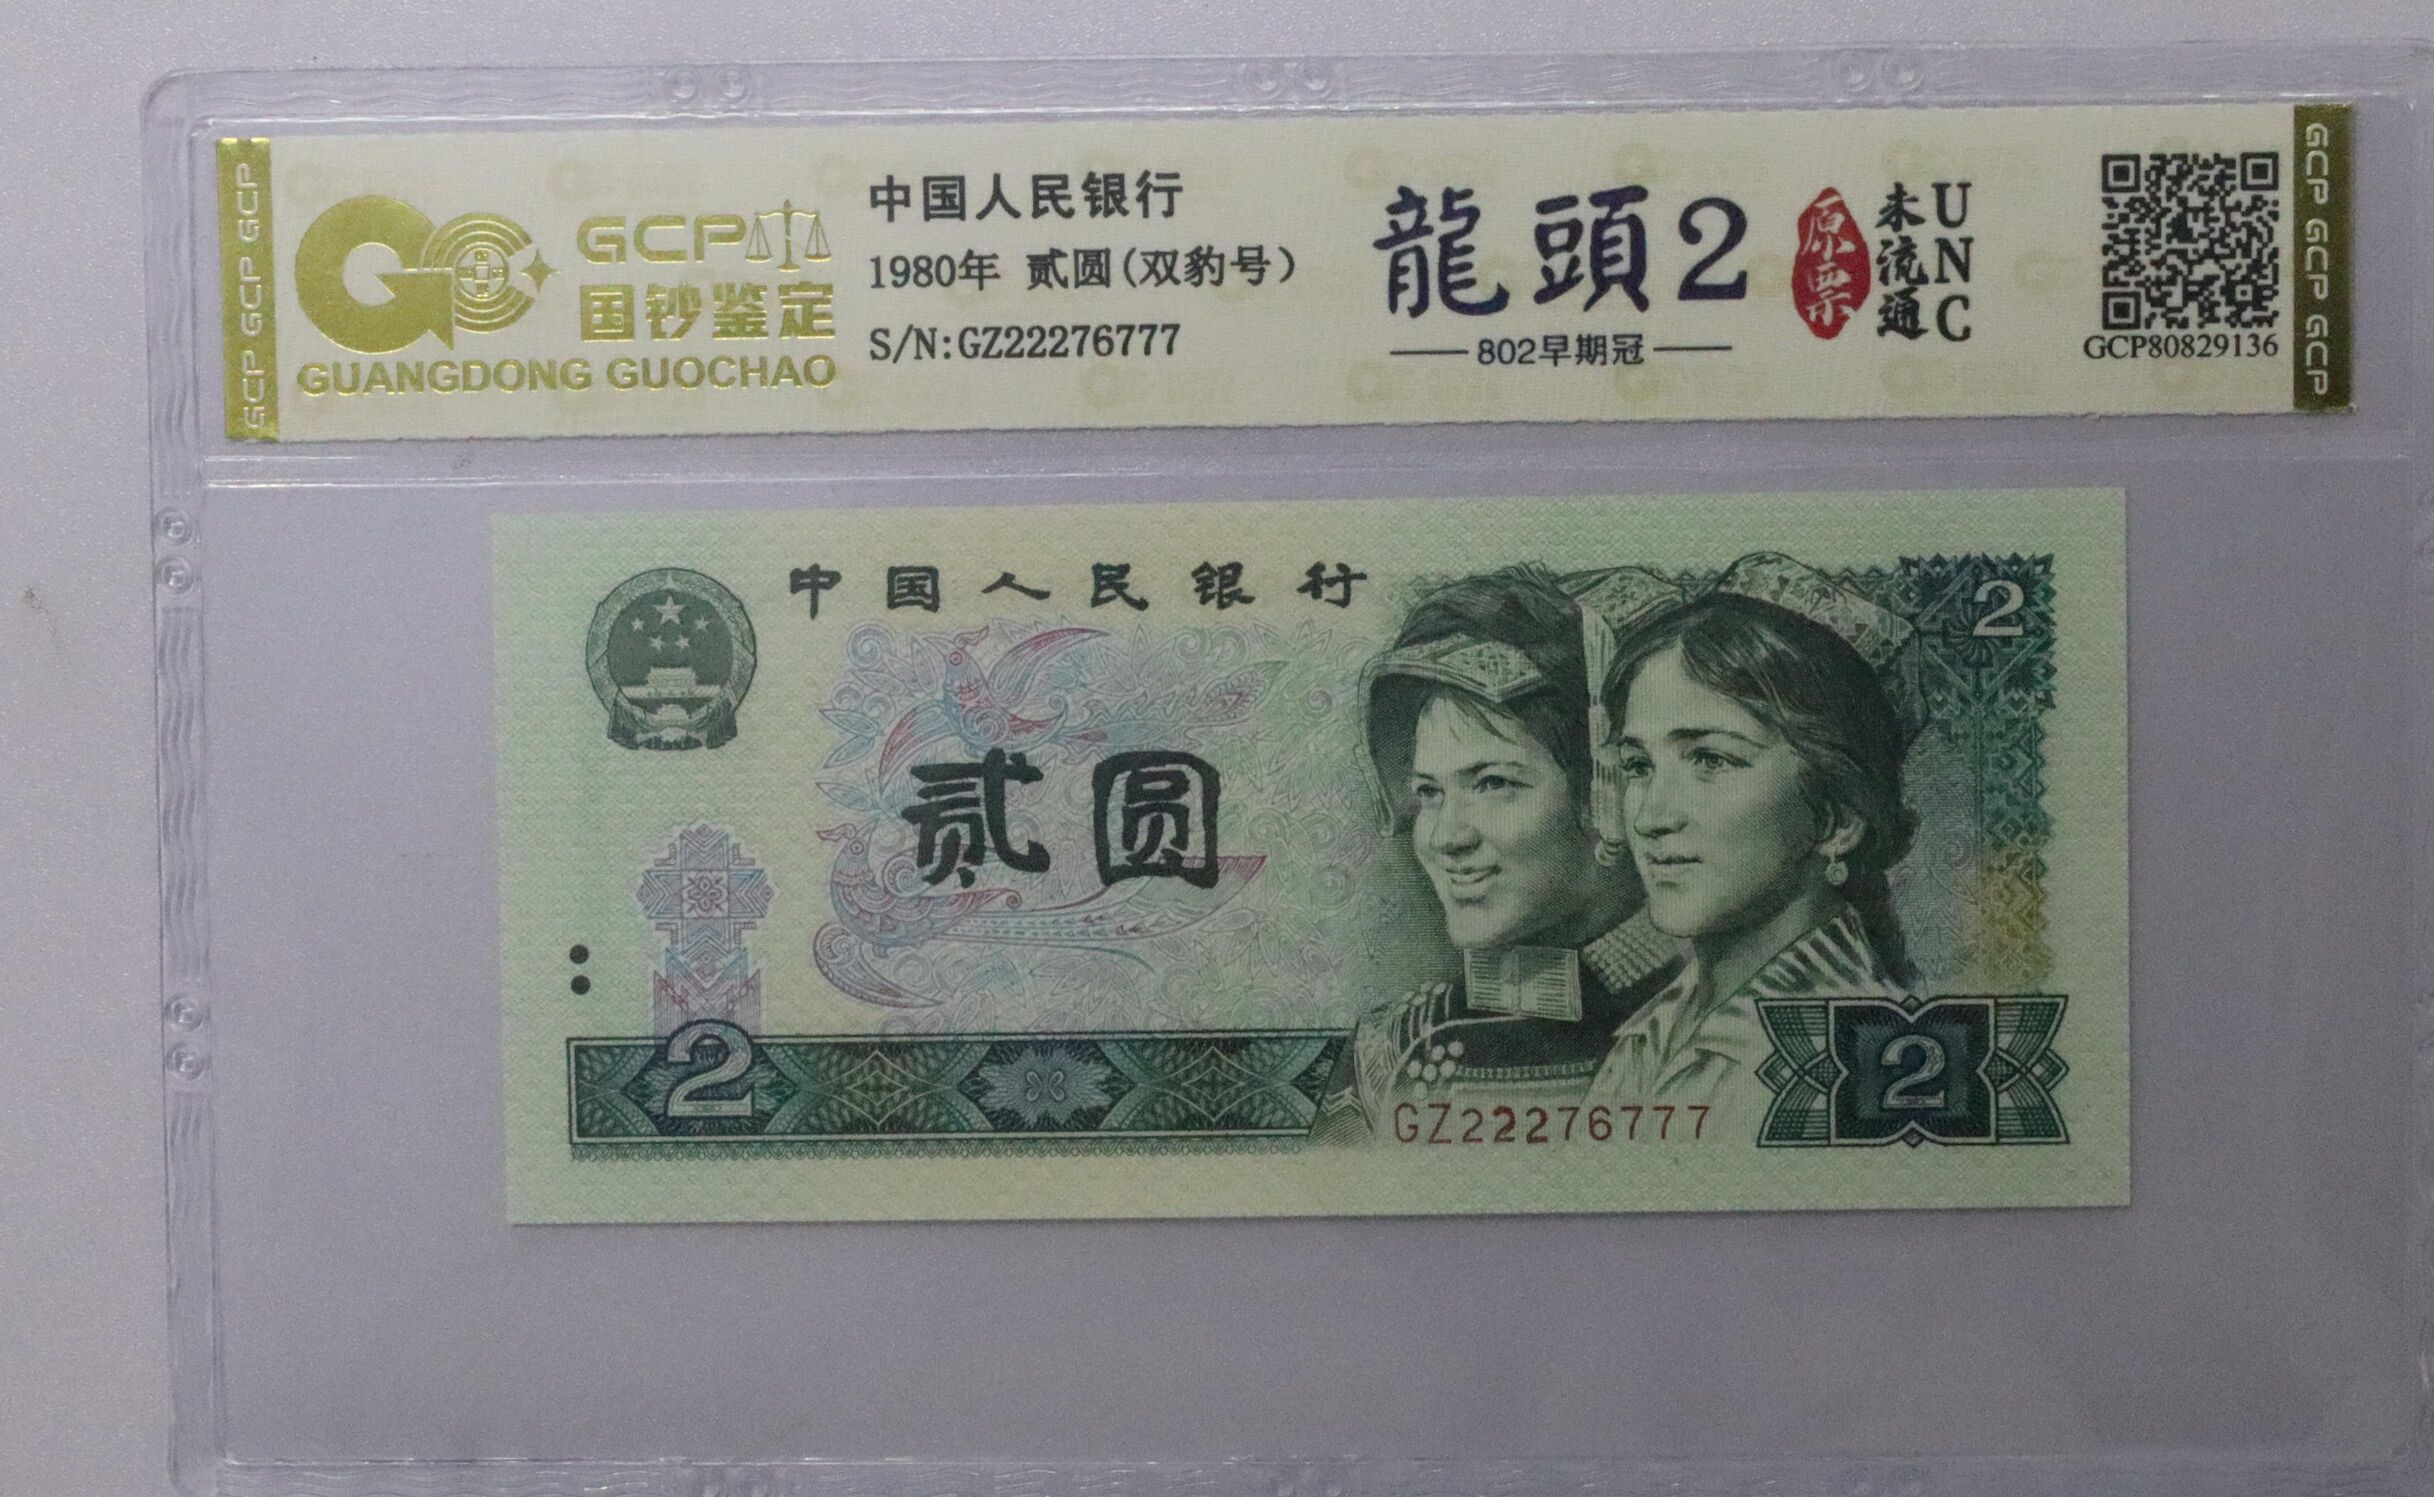 GCP GCP GCP
GCP
国钞鉴定
GUANGDONG GUOCHAO
中国人民银行
1980年 贰圆(双豹号)
S/N:GZ22276777
龍頭2
802早期冠
原票
未流通
UNC
GCP80829136
GCP GCP GCP
中国人民银行
2
贰圆
2
GZ22276777
2